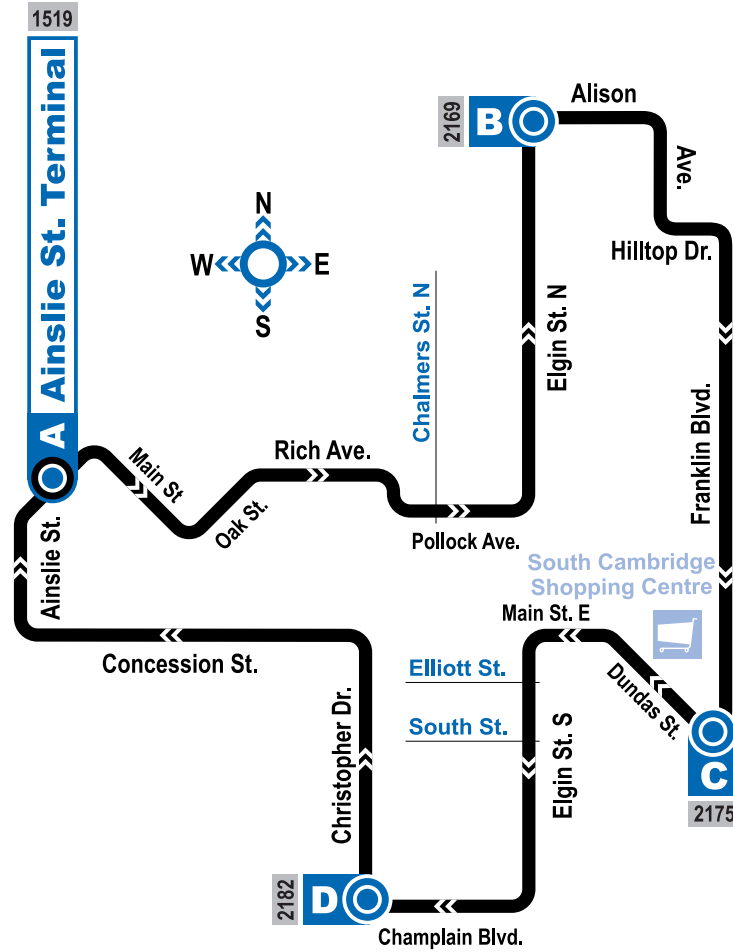 1519
A Ainslie St. Terminal
2169
B
Alison
Ave.
Hilltop Dr.
N
W E
S
Chalmers St. N
Elgin St. N
Franklin Blvd.
Main St
Oak St.
Rich Ave.
Pollock Ave.
Ainslie St.
South Cambridge
Shopping Centre
Main St. E
Dundas St.
Concession St.
Elliott St.
South St.
Elgin St. S
Christopher Dr.
C
2175
2182
D
Champlain Blvd.